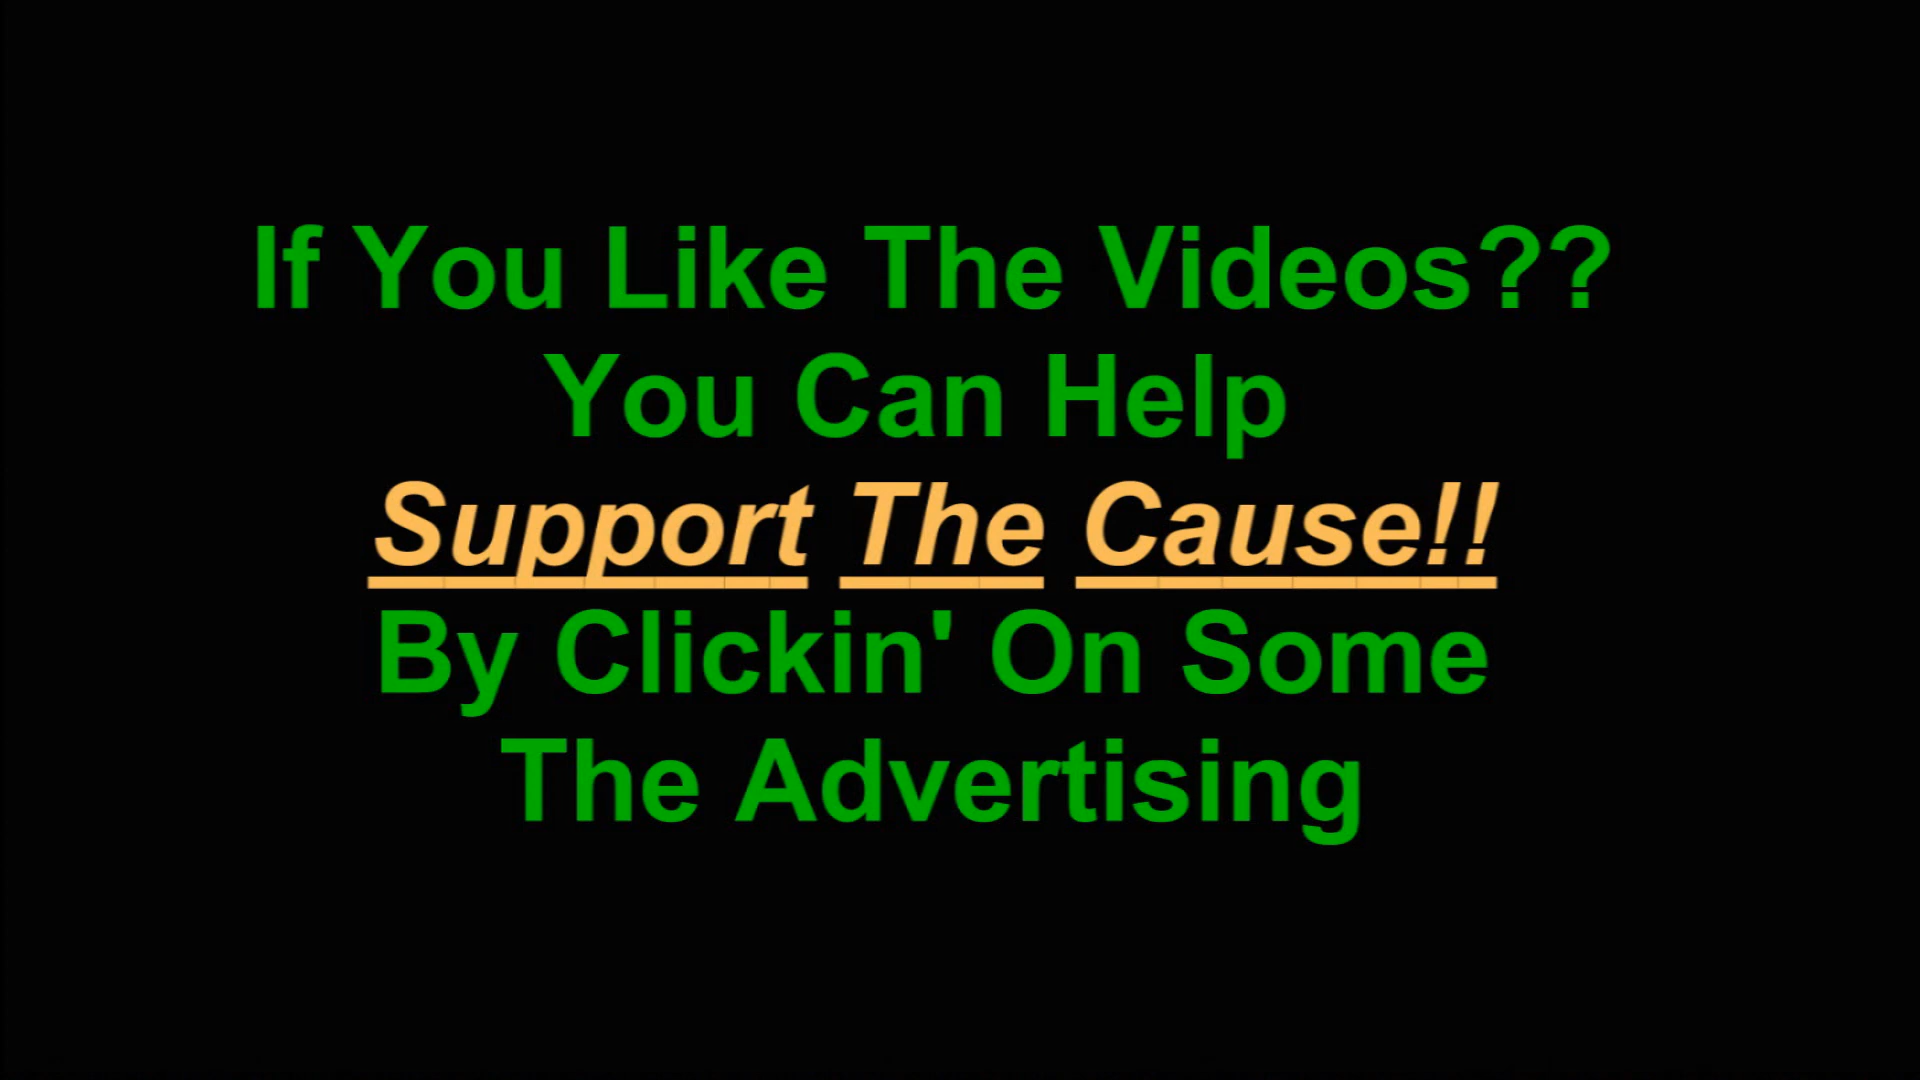 If You Like The Videos??
You Can Help
Support The Cause!!
By Clickin' On Some
The Advertising